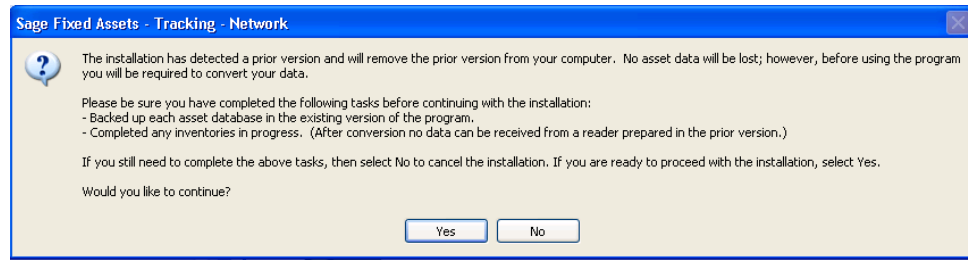 Sage Fixed Assets - Tracking - Network
The installation has detected a prior version and will remove the prior version from your computer.  No asset data will be lost; however, before using the program
you will be required to convert your data.
Please be sure you have completed the following tasks before continuing with the installation:
- Backed up each asset database in the existing version of the program.
- Completed any inventories in progress.  (After conversion no data can be received from a reader prepared in the prior version.)
If you still need to complete the above tasks, then select No to cancel the installation. If you are ready to proceed with the installation, select Yes.
Would you like to continue?
Yes
No